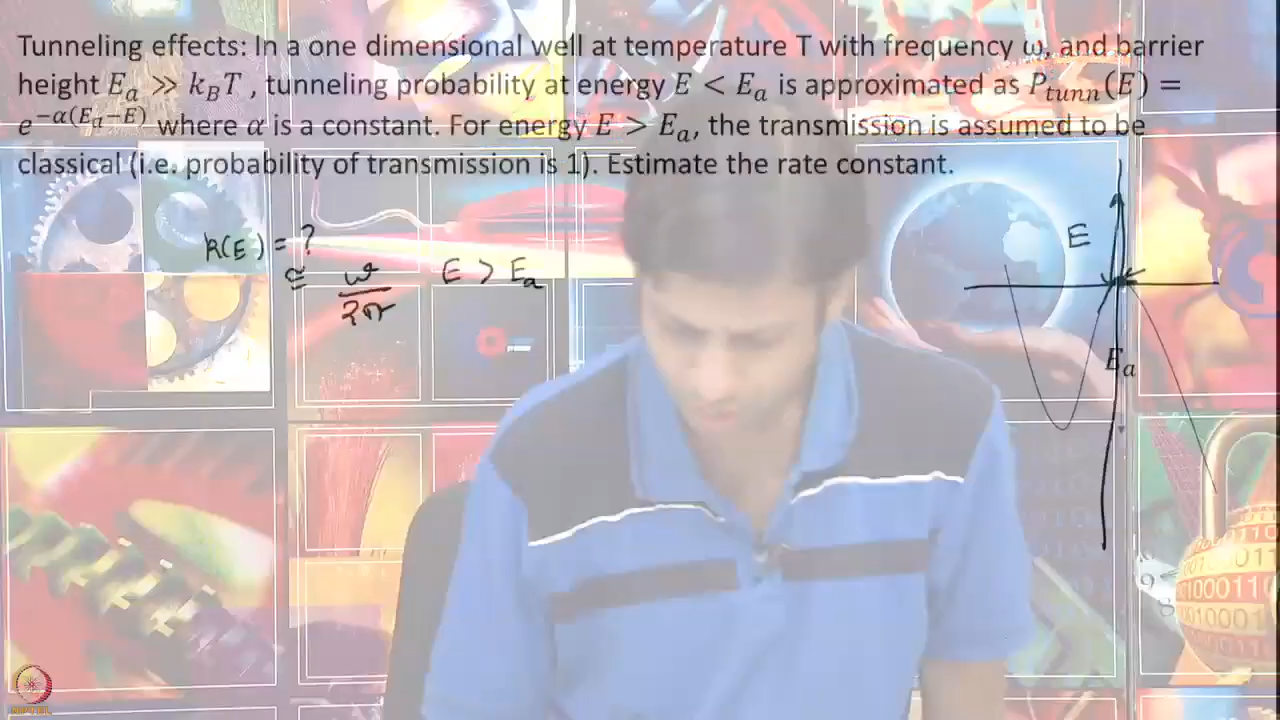 Tunneling effects: In a one dimensional well at temperature T with frequency ω, and barrier
height Eₐ ≫ k_BT , tunneling probability at energy E < Eₐ is approximated as P_tunn(E) =
e^−α(Eₐ−E) where α is a constant. For energy E > Eₐ, the transmission is assumed to be
classical (i.e. probability of transmission is 1). Estimate the rate constant.
k(E) = ?
≅ ω/2π E > Eₐ
E
Eₐ
NPTEL